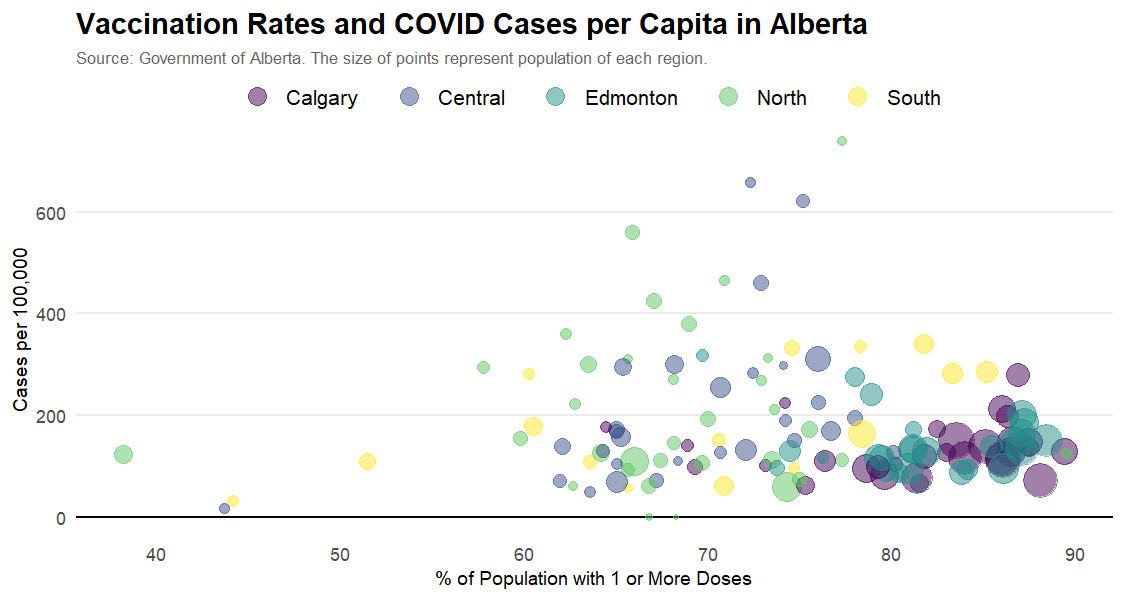 Vaccination Rates and COVID Cases per Capita in Alberta
Source: Government of Alberta. The size of points represent population of each region.
Calgary Central Edmonton North South
Cases per 100,000
600
400
200
0
40 50 60 70 80 90
% of Population with 1 or More Doses